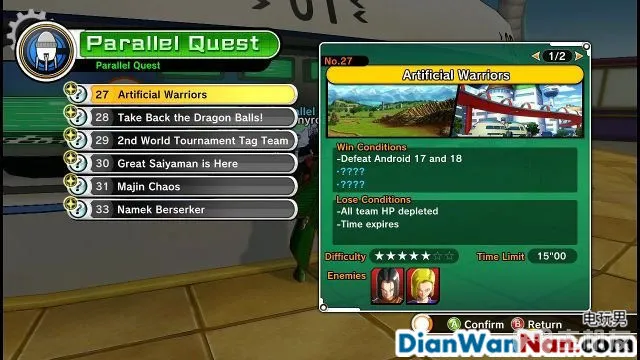 Parallel Quest
Parallel Quest
27 Artificial Warriors
28 Take Back the Dragon Balls!
29 2nd World Tournament Tag Team
30 Great Saiyaman is Here
31 Majin Chaos
33 Namek Berserker
No.27
1/2
Artificial Warriors
Win Conditions
-Defeat Android 17 and 18
-????
-????
Lose Conditions
-All team HP depleted
-Time expires
Difficulty ★★★★★☆☆
Time Limit 15"00
Enemies
A Confirm B Return
电玩男
DianWanNan.com